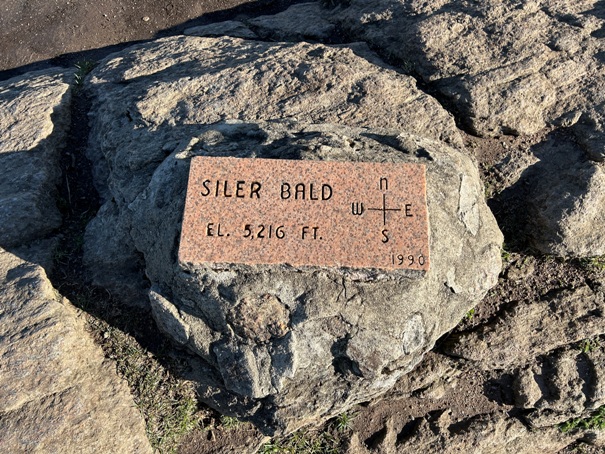 SILER BALD
n
W E
EL. 5,216 FT.
S
1990